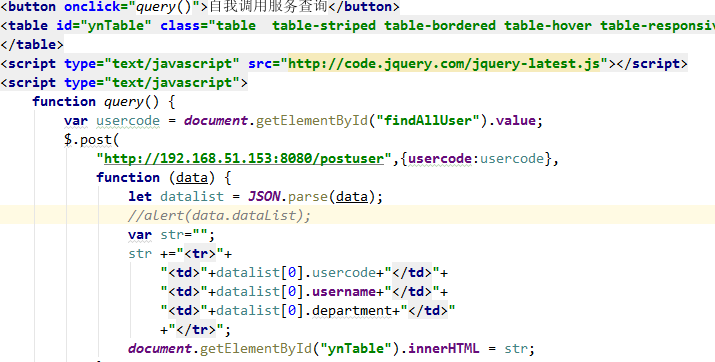 <button onclick="query()">自我调用服务查询</button>
<table id="ynTable" class="table  table-striped table-bordered table-hover table-responsiv
</table>
<script type="text/javascript" src="http://code.jquery.com/jquery-latest.js"></script>
<script type="text/javascript">
    function query() {
        var usercode = document.getElementById("findAllUser").value;
        $.post(
            "http://192.168.51.153:8080/postuser",{usercode:usercode},
            function (data) {
                let datalist = JSON.parse(data);
                //alert(data.dataList);
                var str="";
                str +="<tr>"+
                    "<td>"+datalist[0].usercode+"</td>"+
                    "<td>"+datalist[0].username+"</td>"+
                    "<td>"+datalist[0].department+"</td>"
                    +"</tr>";
                document.getElementById("ynTable").innerHTML = str;